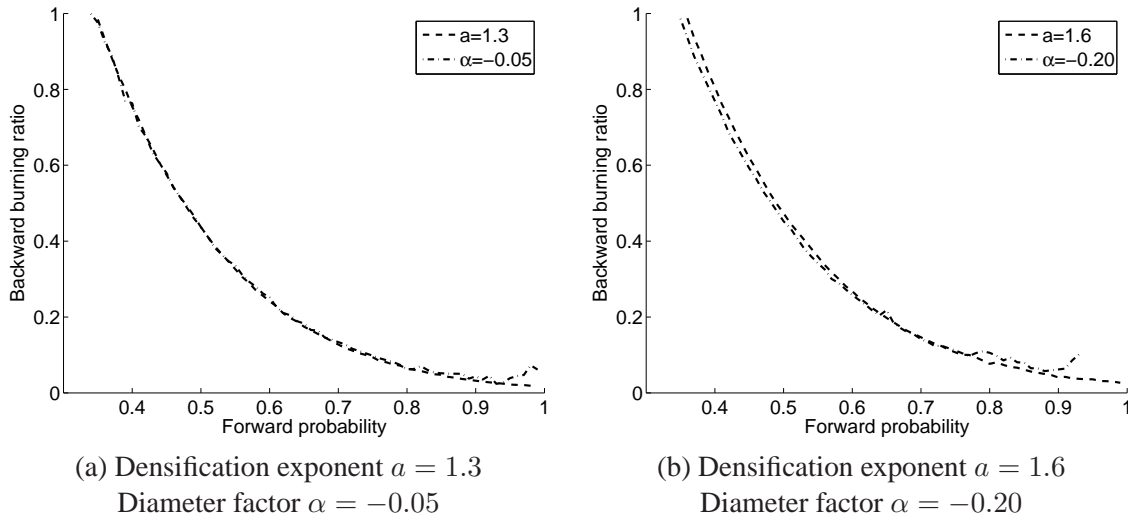 1
0.8
0.6
0.4
0.2
0
Backward burning ratio
0.4 0.5 0.6 0.7 0.8 0.9 1
Forward probability
a=1.3
α=−0.05
(a) Densification exponent a = 1.3
Diameter factor α = −0.05
1
0.8
0.6
0.4
0.2
0
Backward burning ratio
0.4 0.5 0.6 0.7 0.8 0.9 1
Forward probability
a=1.6
α=−0.20
(b) Densification exponent a = 1.6
Diameter factor α = −0.20